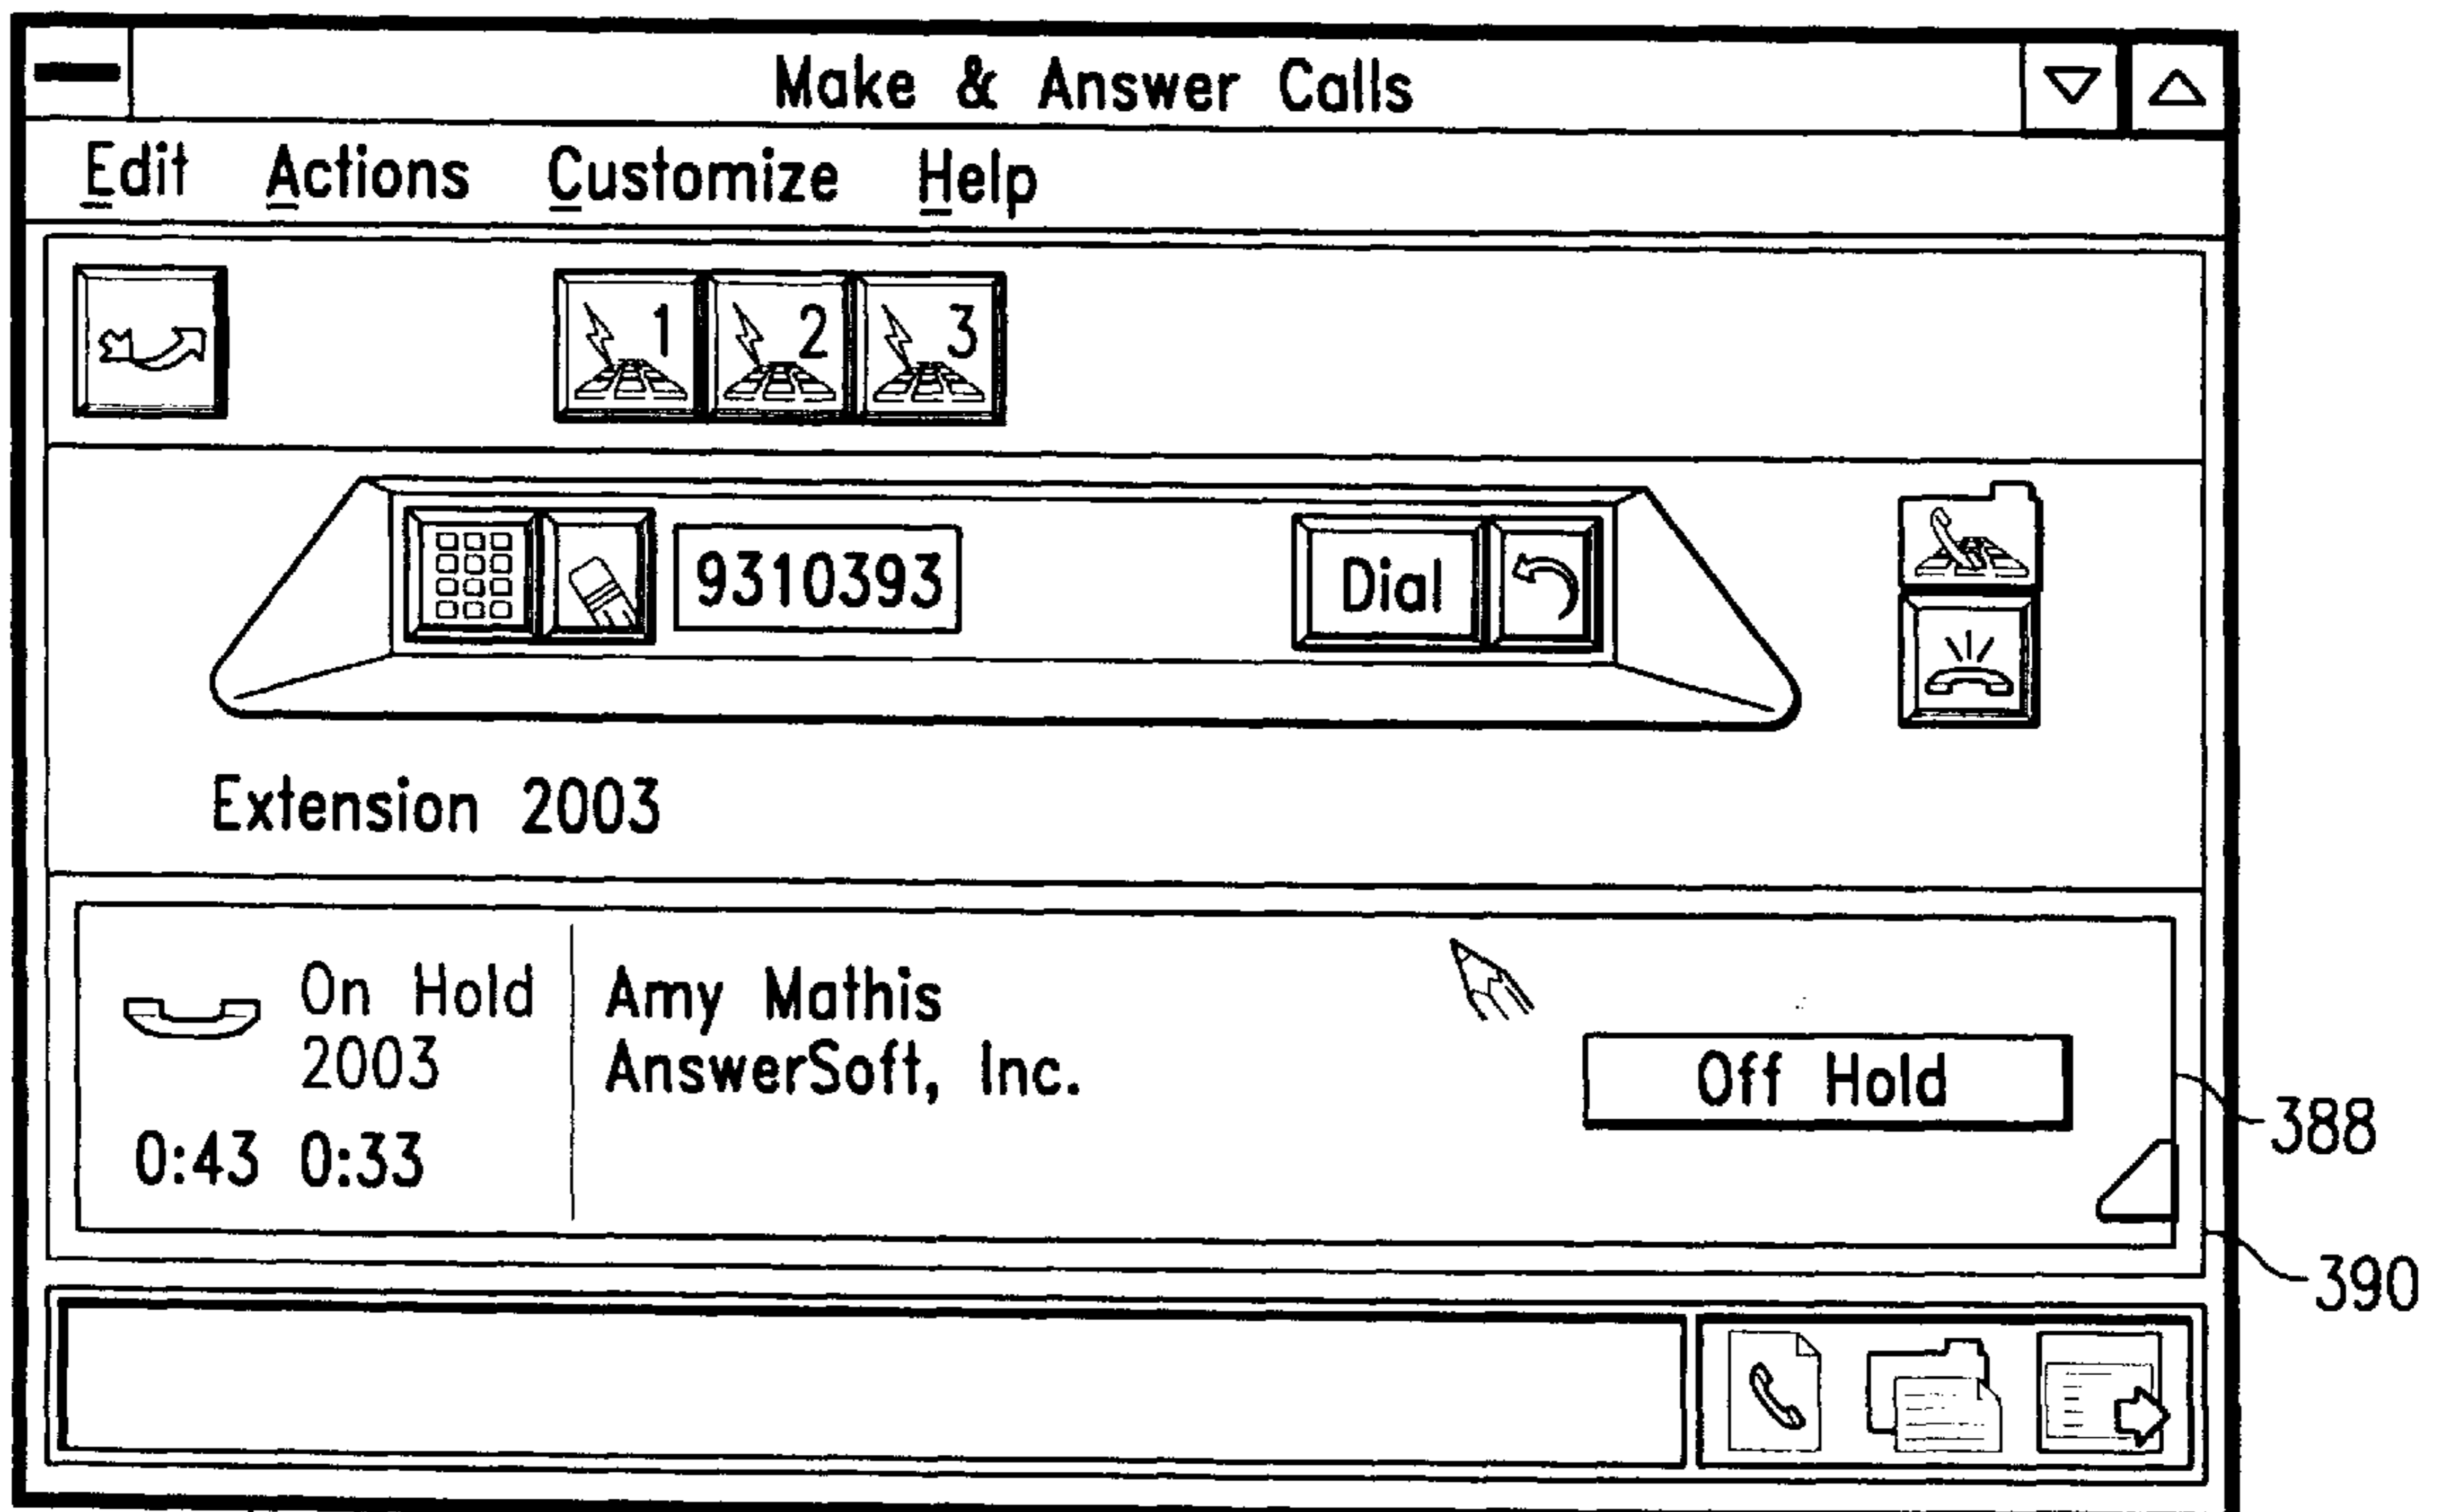 Make & Answer Calls
Edit Actions Customize Help
1 2 3
9310393 Dial
Extension 2003
On Hold
2003
0:43 0:33
Amy Mathis
AnswerSoft, Inc.
Off Hold
388
390